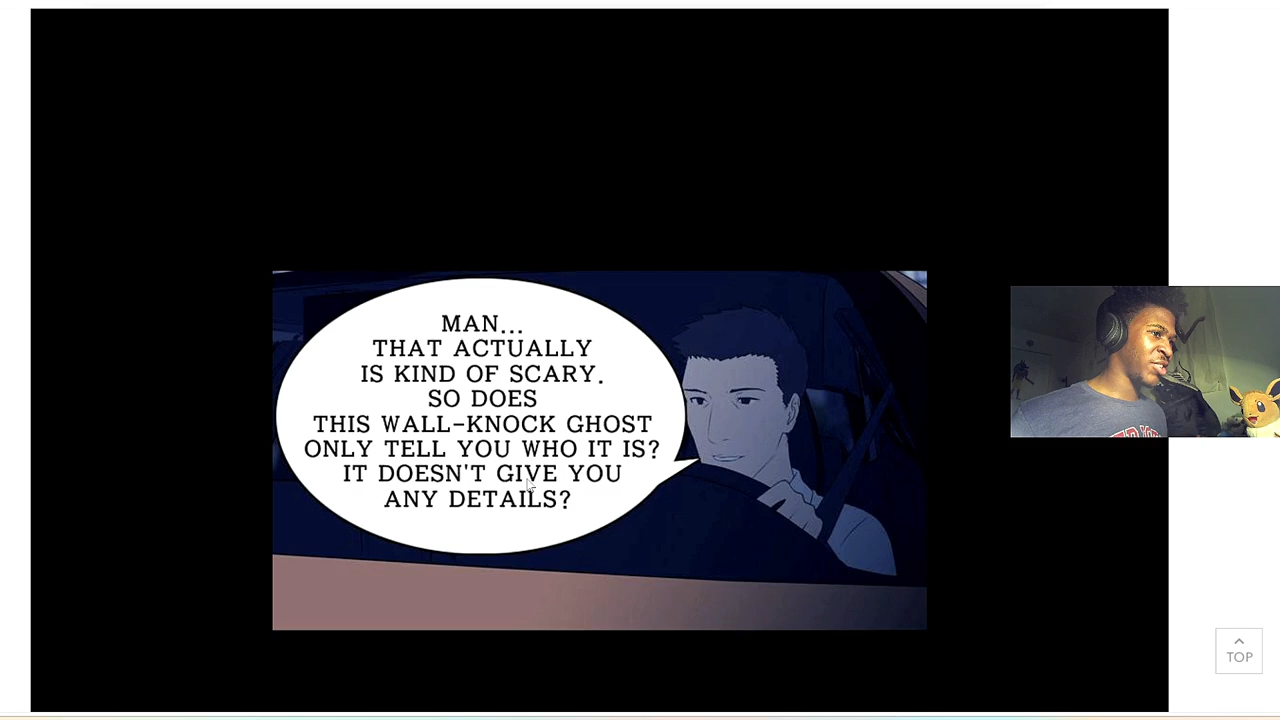 MAN...
THAT ACTUALLY
IS KIND OF SCARY.
SO DOES
THIS WALL-KNOCK GHOST
ONLY TELL YOU WHO IT IS?
IT DOESN'T GIVE YOU
ANY DETAILS?
TOP